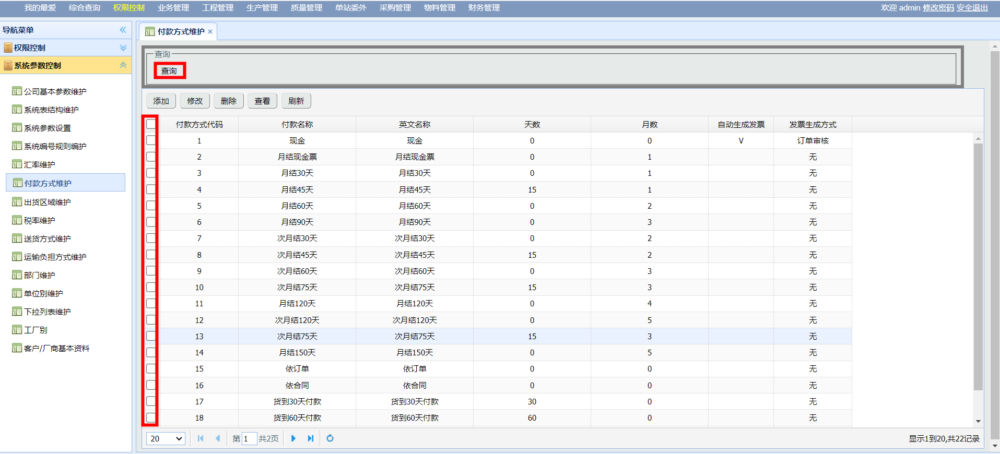 我的最爱 综合查询 权限控制 业务管理 工程管理 生产管理 质量管理 单站委外 采购管理 物料管理 财务管理 欢迎 admin 修改密码 安全退出
导航菜单
权限控制
系统参数控制
公司基本参数维护
系统表结构维护
系统参数设置
系统编号规则编护
汇率维护
付款方式维护
出货区域维护
税率维护
送货方式维护
运输负担方式维护
部门维护
单位别维护
下拉列表维护
工厂别
客户/厂商基本资料
付款方式维护 ×
查询
查询
添加 修改 删除 查看 刷新
付款方式代码 付款名称 英文名称 天数 月数 自动生成发票 发票生成方式
1 现金 现金 0 0 V 订单审核
2 月结现金票 月结现金票 0 1 无
3 月结30天 月结30天 0 1 无
4 月结45天 月结45天 15 1 无
5 月结60天 月结60天 0 2 无
6 月结90天 月结90天 0 3 无
7 次月结30天 次月结30天 0 2 无
8 次月结45天 次月结45天 15 2 无
9 次月结60天 次月结60天 0 3 无
10 次月结75天 次月结75天 15 3 无
11 月结120天 月结120天 0 4 无
12 次月结120天 次月结120天 0 5 无
13 次月结75天 次月结75天 15 3 无
14 月结150天 月结150天 0 5 无
15 依订单 依订单 0 0 无
16 依合同 依合同 0 0 无
17 货到30天付款 货到30天付款 30 0 无
18 货到60天付款 货到60天付款 60 0 无
20 第 1 共2页 显示1到20,共22记录